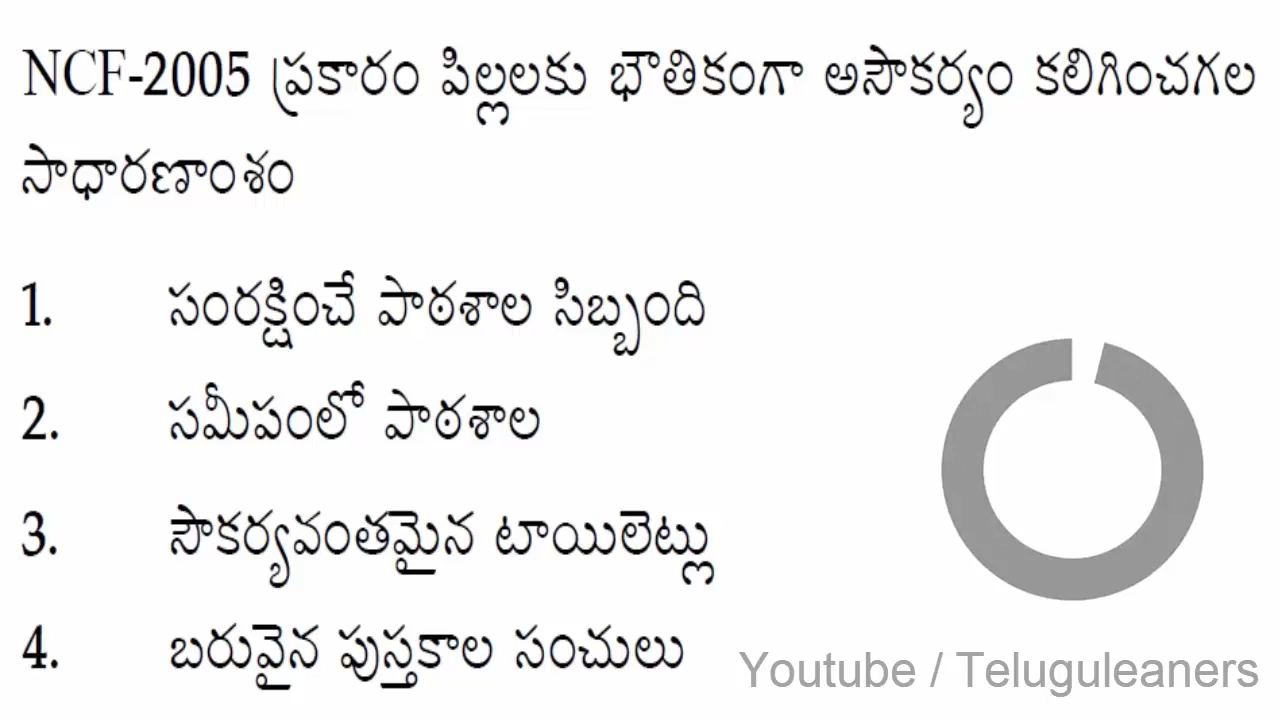 NCF-2005 ప్రకారం పిల్లలకు భౌతికంగా అసౌకర్యం కలిగించగల
సాధారణాంశం
1. సంరక్షించే పాఠశాల సిబ్బంది
2. సమీపంలో పాఠశాల
3. సౌకర్యవంతమైన టాయిలెట్లు
4. బరువైన పుస్తకాల సంచులు
Youtube / Teluguleaners